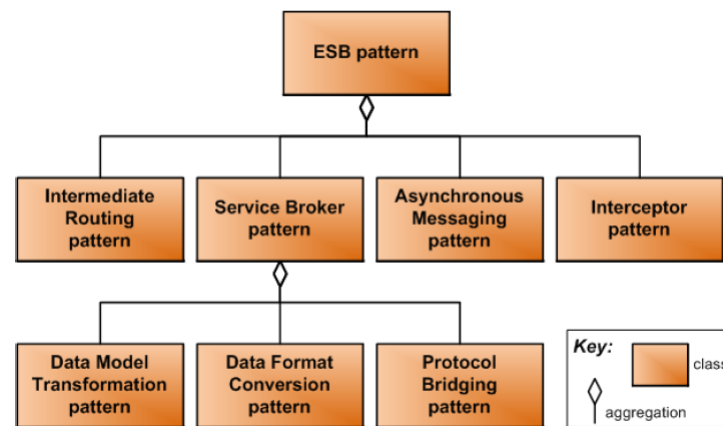 ESB pattern
Intermediate
Routing
pattern
Service Broker
pattern
Asynchronous
Messaging
pattern
Interceptor
pattern
Data Model
Transformation
pattern
Data Format
Conversion
pattern
Protocol
Bridging
pattern
Key:
class
aggregation